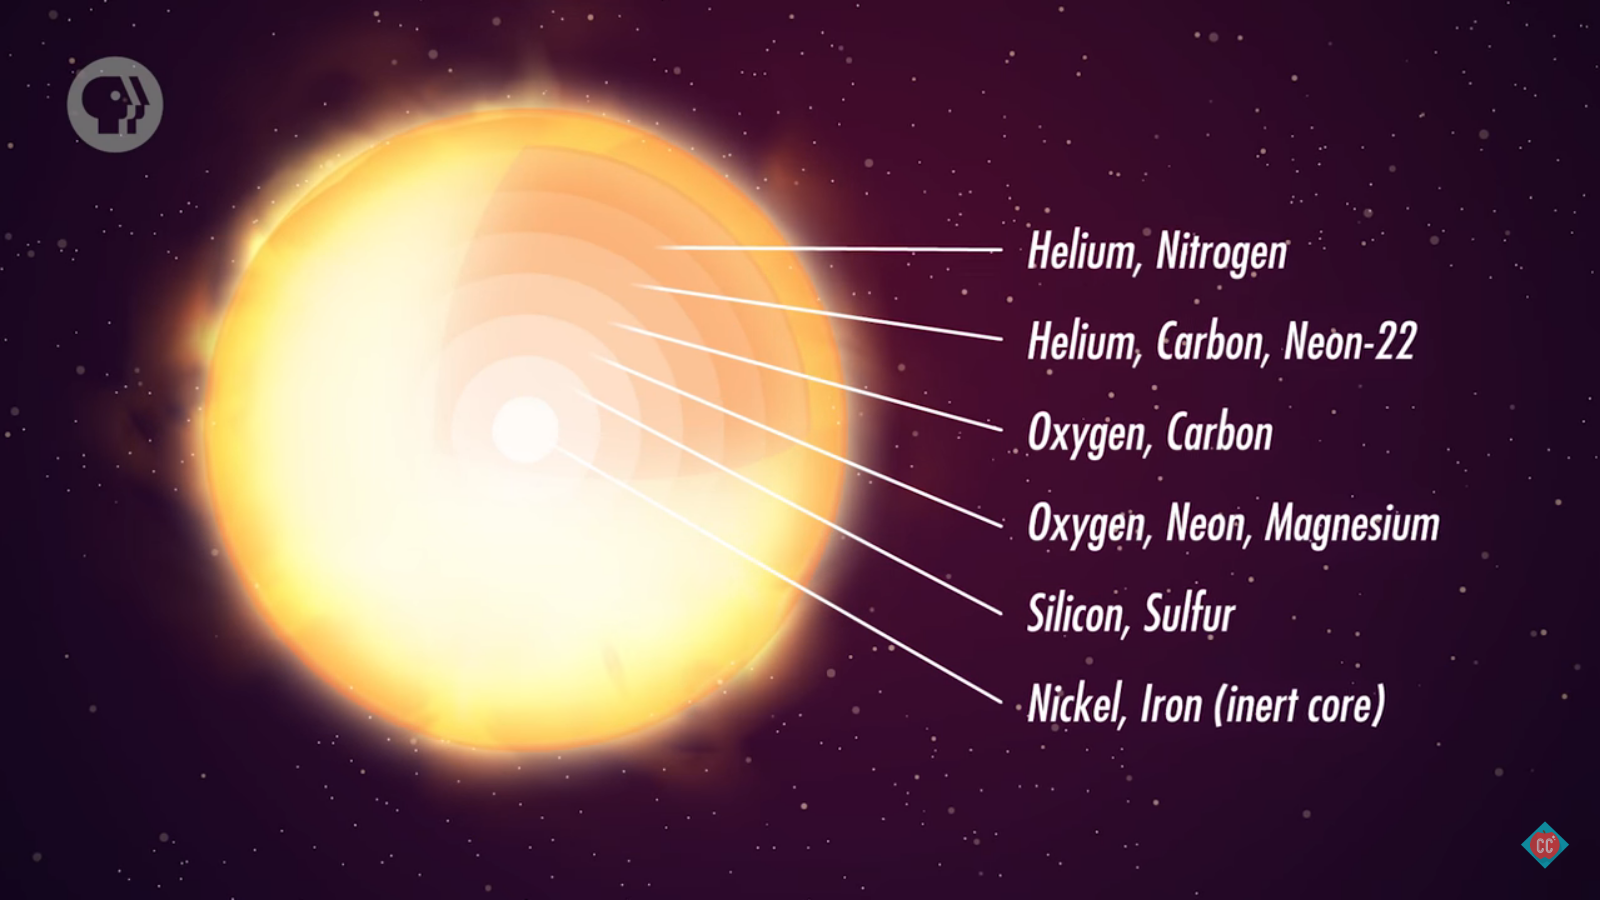 Helium, Nitrogen
Helium, Carbon, Neon-22
Oxygen, Carbon
Oxygen, Neon, Magnesium
Silicon, Sulfur
Nickel, Iron (inert core)
CC